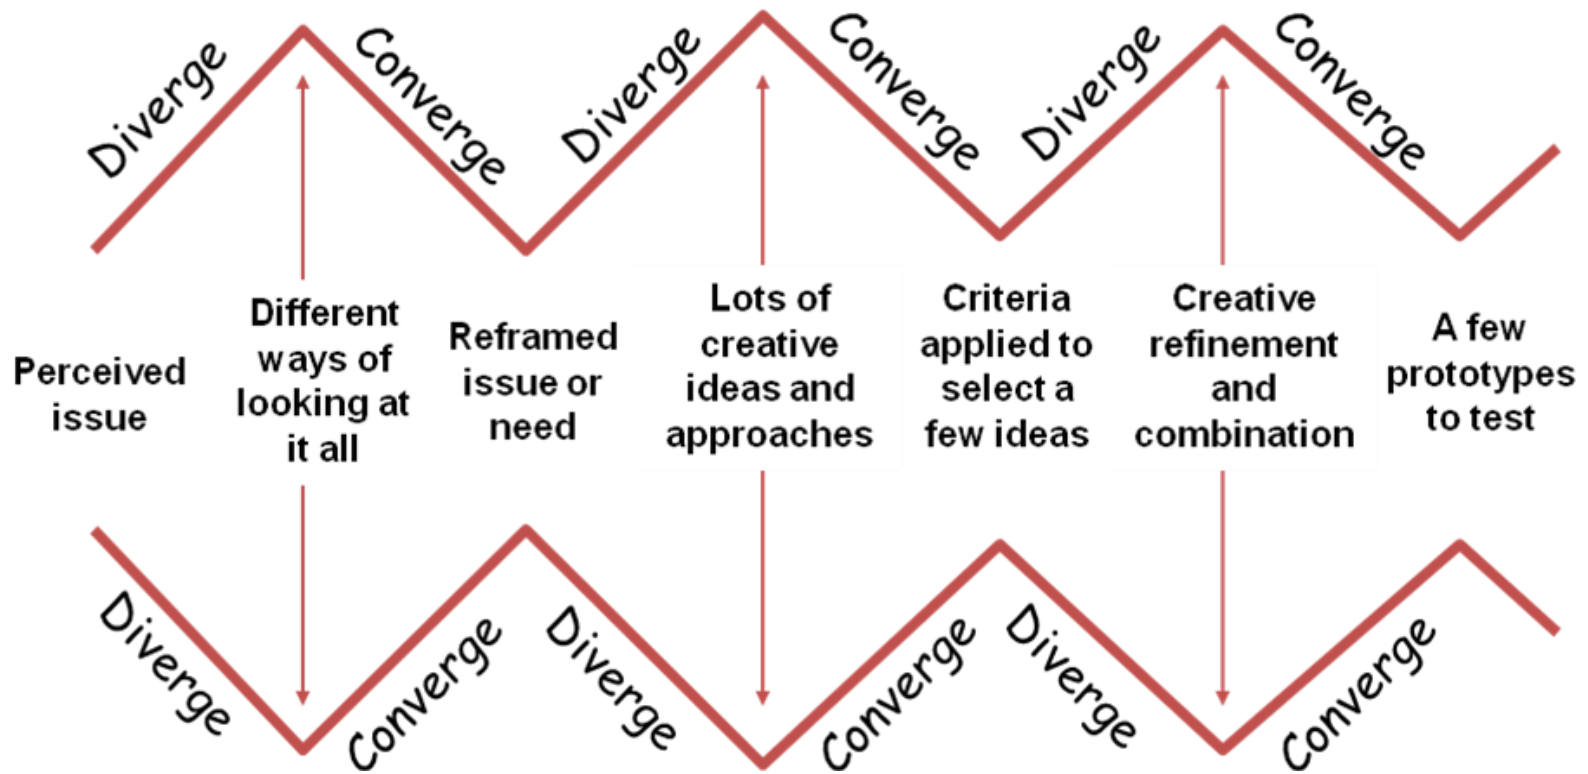 Diverge
Converge
Diverge
Converge
Diverge
Converge
Perceived
issue
Different
ways of
looking at
it all
Reframed
issue or
need
Lots of
creative
ideas and
approaches
Criteria
applied to
select a
few ideas
Creative
refinement
and
combination
A few
prototypes
to test
Diverge
Converge
Diverge
Converge
Diverge
Converge